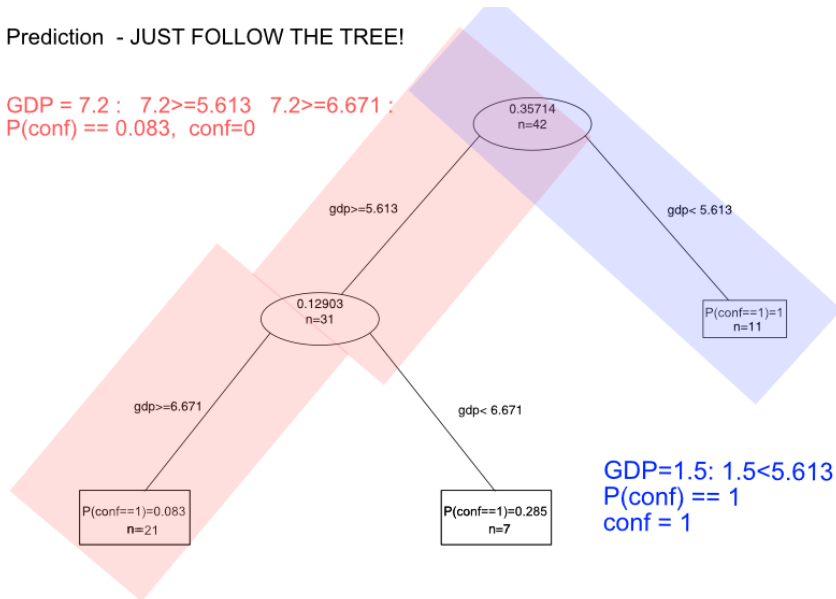 Prediction  - JUST FOLLOW THE TREE!
GDP = 7.2 :   7.2>=5.613   7.2>=6.671 :
P(conf) == 0.083,  conf=0
0.35714
n=42
gdp>=5.613
gdp< 5.613
0.12903
n=31
P(conf==1)=1
n=11
gdp>=6.671
gdp< 6.671
P(conf==1)=0.083
n=21
P(conf==1)=0.285
n=7
GDP=1.5: 1.5<5.613
P(conf) == 1
conf = 1